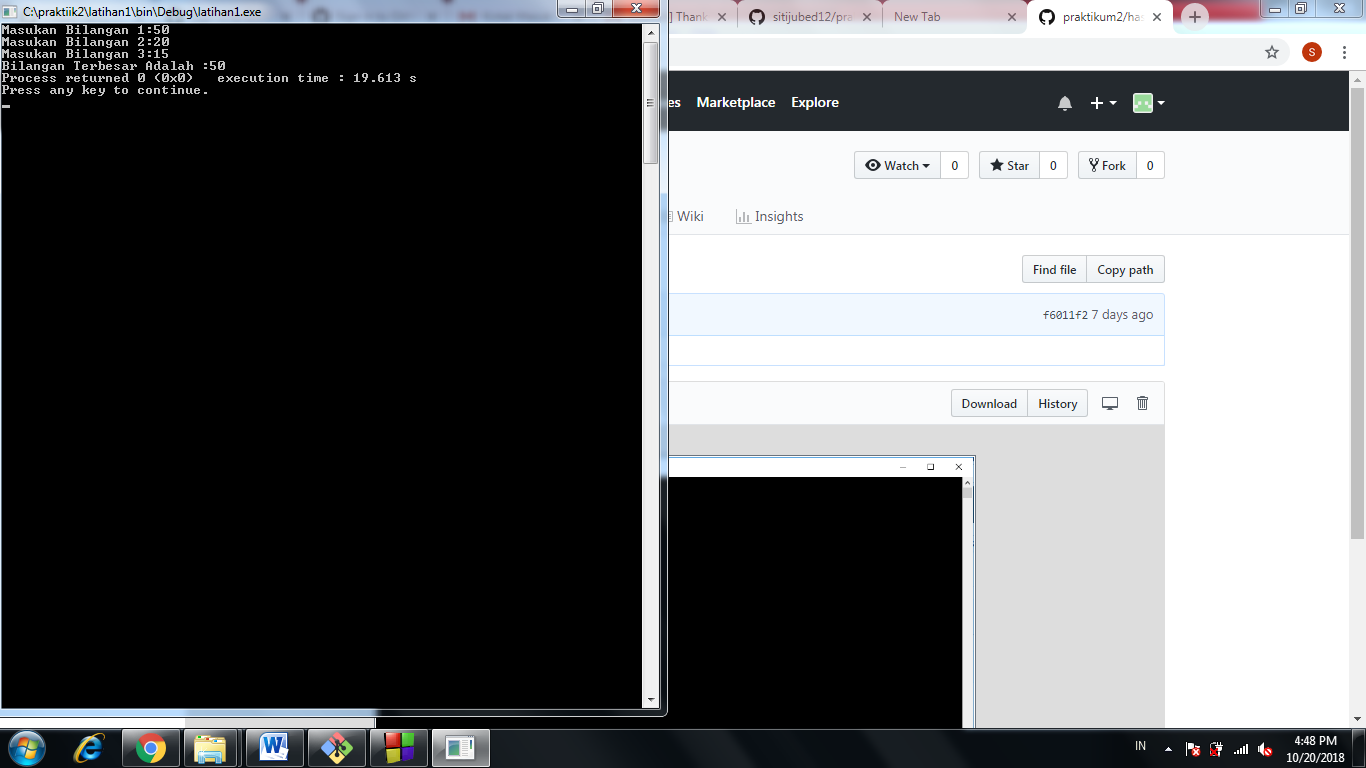 C:\praktiik2\latihan1\bin\Debug\latihan1.exe
Masukan Bilangan 1:50
Masukan Bilangan 2:20
Masukan Bilangan 3:15
Bilangan Terbesar Adalah :50
Process returned 0 (0x0)   execution time : 19.613 s
Press any key to continue.
] Thank
sitijubed12/pra
New Tab
praktikum2/has
S
es Marketplace Explore
Watch 0 Star 0 Fork 0
Wiki Insights
Find file Copy path
f6011f2 7 days ago
Download History
IN
4:48 PM
10/20/2018